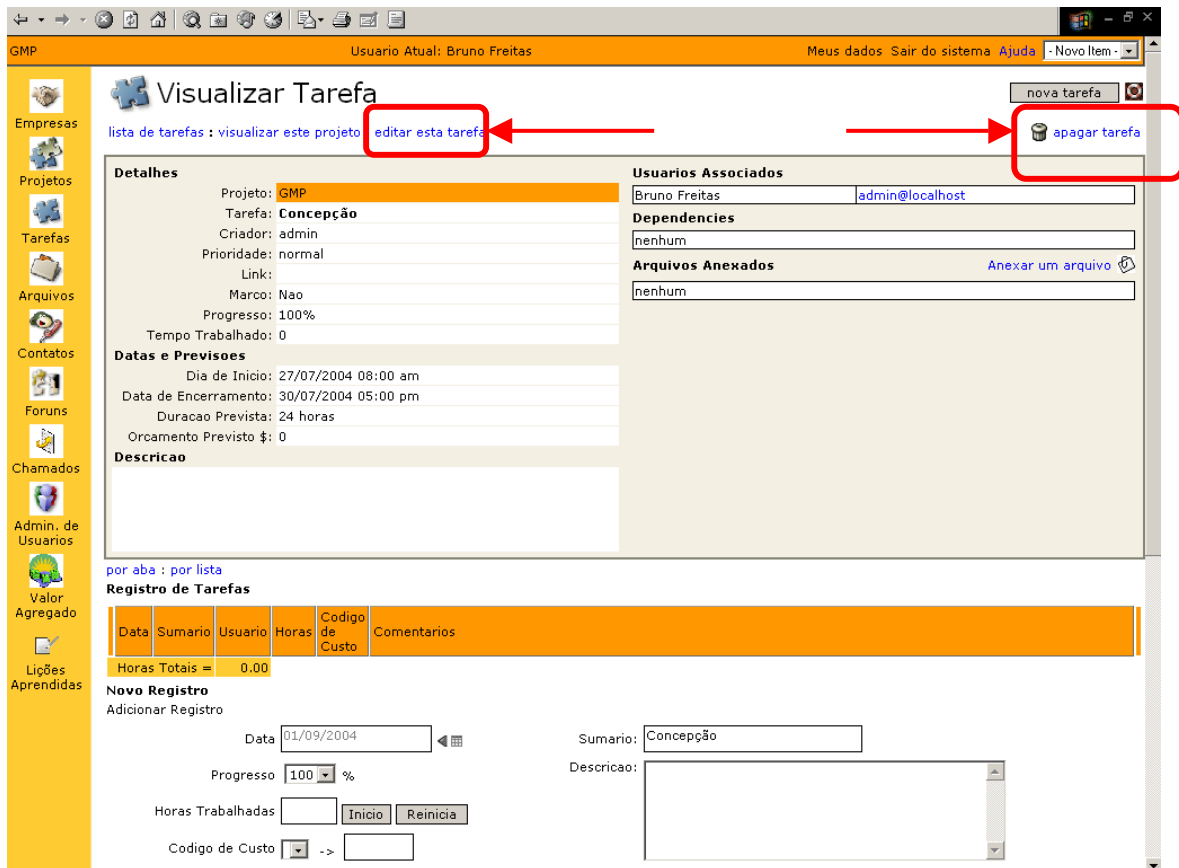 GMP Usuario Atual: Bruno Freitas Meus dados Sair do sistema Ajuda - Novo Item -
Empresas
Projetos
Tarefas
Arquivos
Contatos
Foruns
Chamados
Admin. de
Usuarios
Valor
Agregado
Lições
Aprendidas
Visualizar Tarefa
nova tarefa
lista de tarefas : visualizar este projeto editar esta tarefa
apagar tarefa
Detalhes
Projeto: GMP
Tarefa: Concepção
Criador: admin
Prioridade: normal
Link:
Marco: Nao
Progresso: 100%
Tempo Trabalhado: 0
Datas e Previsoes
Dia de Inicio: 27/07/2004 08:00 am
Data de Encerramento: 30/07/2004 05:00 pm
Duracao Prevista: 24 horas
Orcamento Previsto $: 0
Descricao
Usuarios Associados
Bruno Freitas admin@localhost
Dependencies
nenhum
Arquivos Anexados Anexar um arquivo
nenhum
por aba : por lista
Registro de Tarefas
Data Sumario Usuario Horas Codigo de Custo Comentarios
Horas Totais = 0.00
Novo Registro
Adicionar Registro
Data 01/09/2004
Progresso 100 %
Horas Trabalhadas Inicio Reinicia
Codigo de Custo ->
Sumario: Concepção
Descricao: